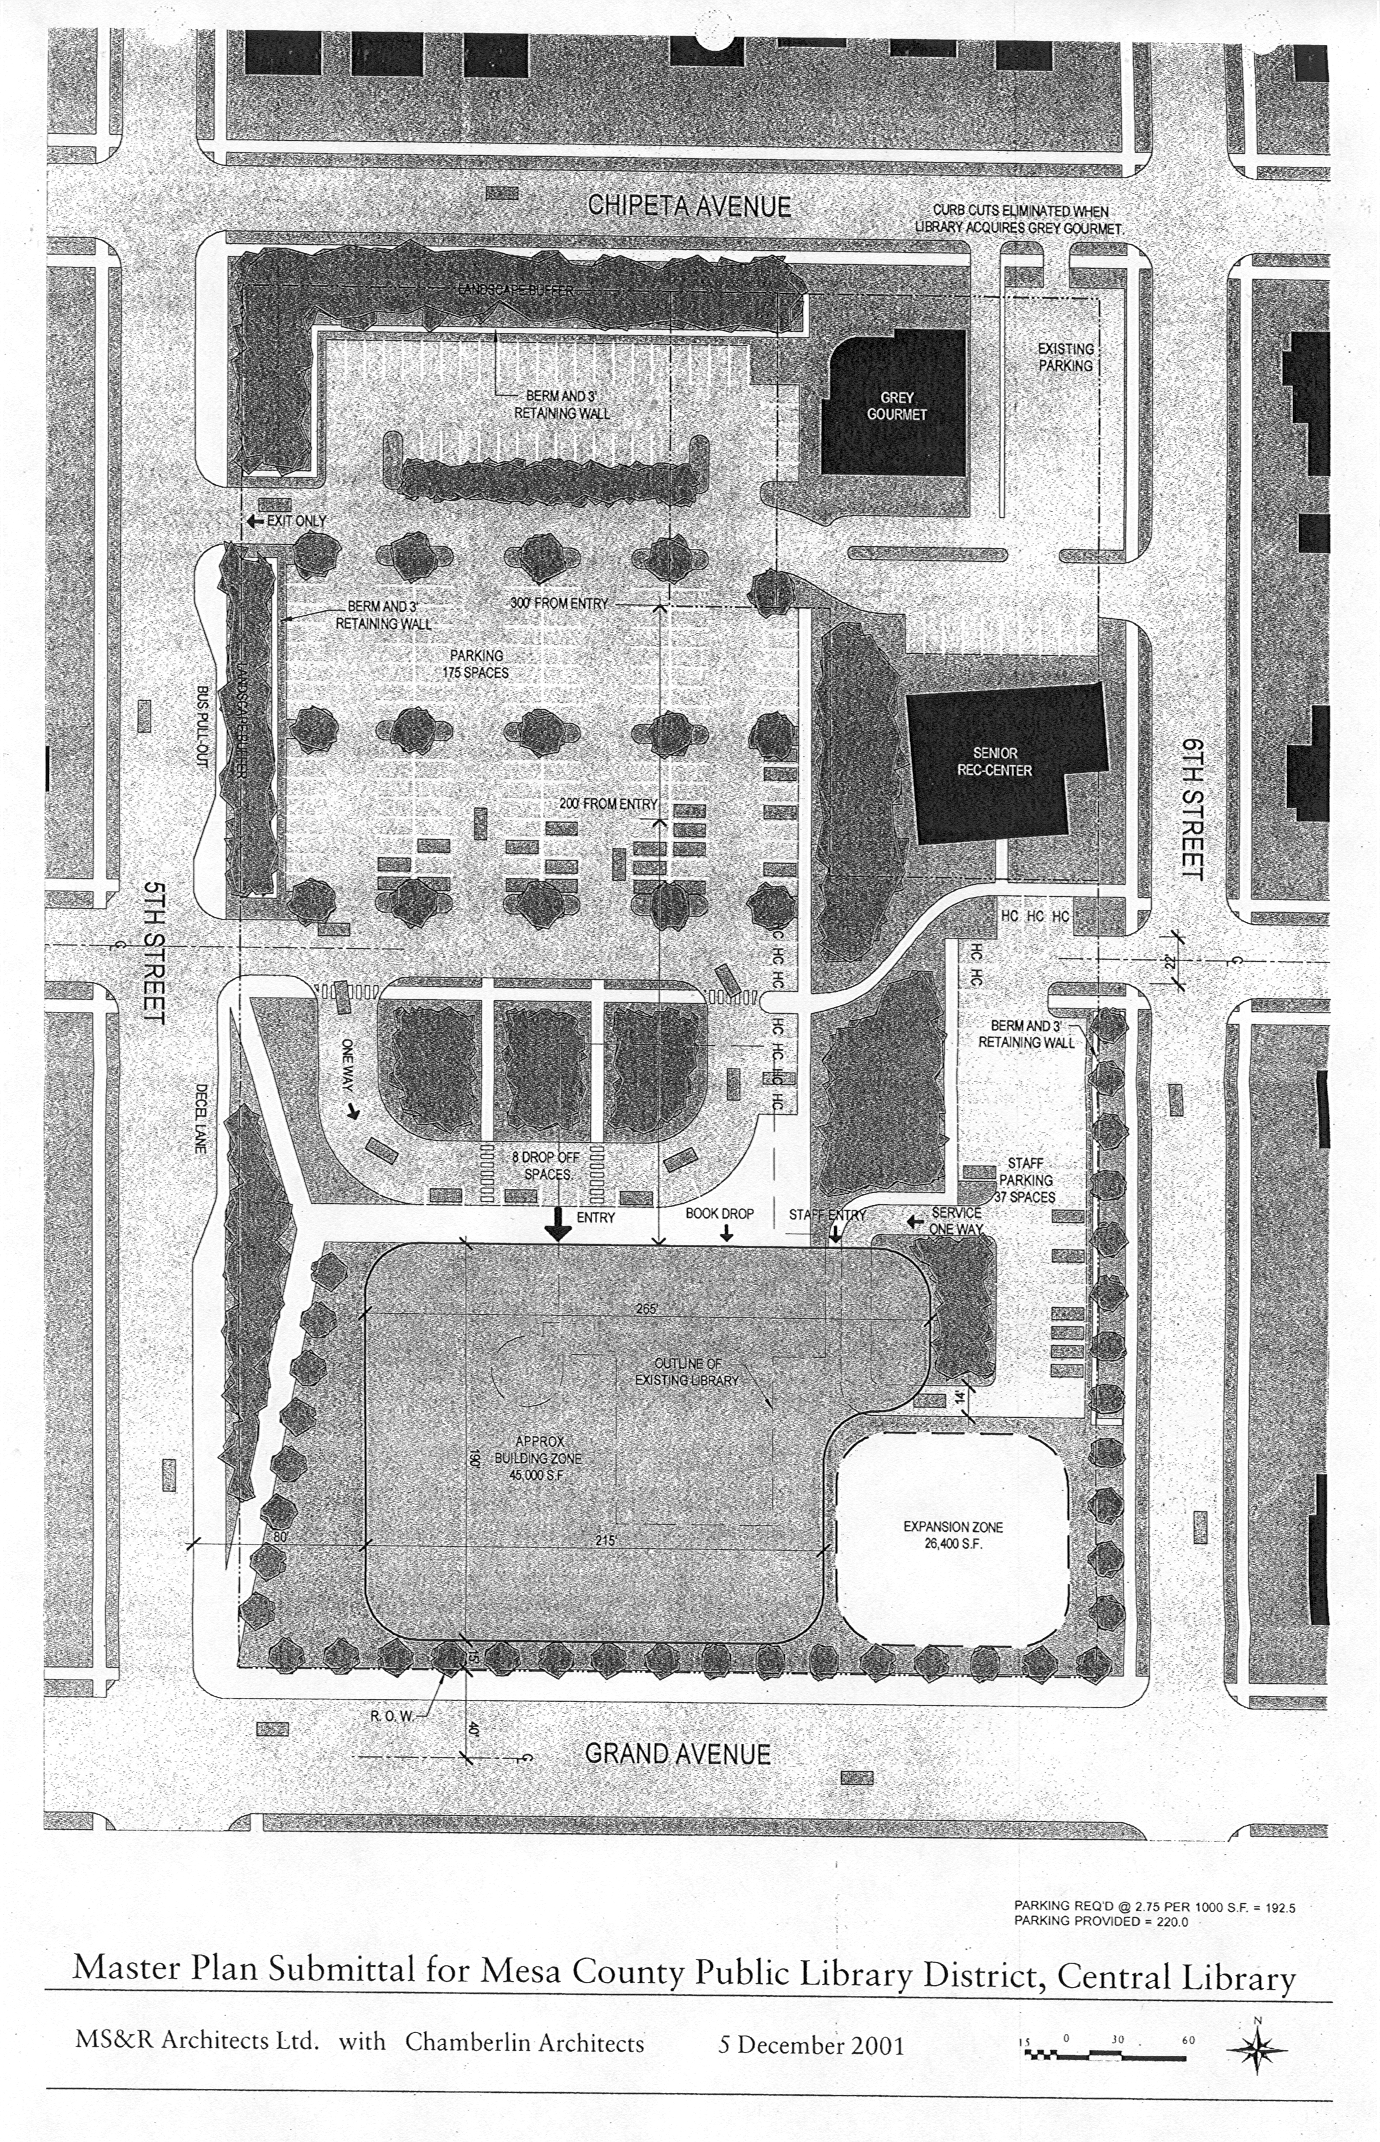 CHIPETA AVENUE
CURB CUTS ELIMINATED WHEN
LIBRARY ACQUIRES GREY GOURMET.
LANDSCAPE BUFFER
EXISTING
PARKING
BERM AND 3'
RETAINING WALL
GREY
GOURMET
EXIT ONLY
BERM AND 3'
RETAINING WALL
300' FROM ENTRY
PARKING
175 SPACES
BUS PULL-OUT
LANDSCAPE BUFFER
SENIOR
REC-CENTER
6TH STREET
200' FROM ENTRY
5TH STREET
HC HC HC
HC HC HC
HC HC
22'
HC HC HC HC
BERM AND 3'
RETAINING WALL
ONE WAY
DECEL LANE
8 DROP OFF
SPACES
STAFF
PARKING
37 SPACES
ENTRY
BOOK DROP
STAFF ENTRY
SERVICE
ONE WAY
265'
OUTLINE OF
EXISTING LIBRARY
14'
APPROX
BUILDING ZONE
45,000 S.F.
190'
80'
215'
EXPANSION ZONE
26,400 S.F.
15'
R.O.W.
40'
GRAND AVENUE
PARKING REQ'D @ 2.75 PER 1000 S.F. = 192.5
PARKING PROVIDED = 220.0
Master Plan Submittal for Mesa County Public Library District, Central Library
MS&R Architects Ltd. with Chamberlin Architects 5 December 2001
15 0 30 60
N